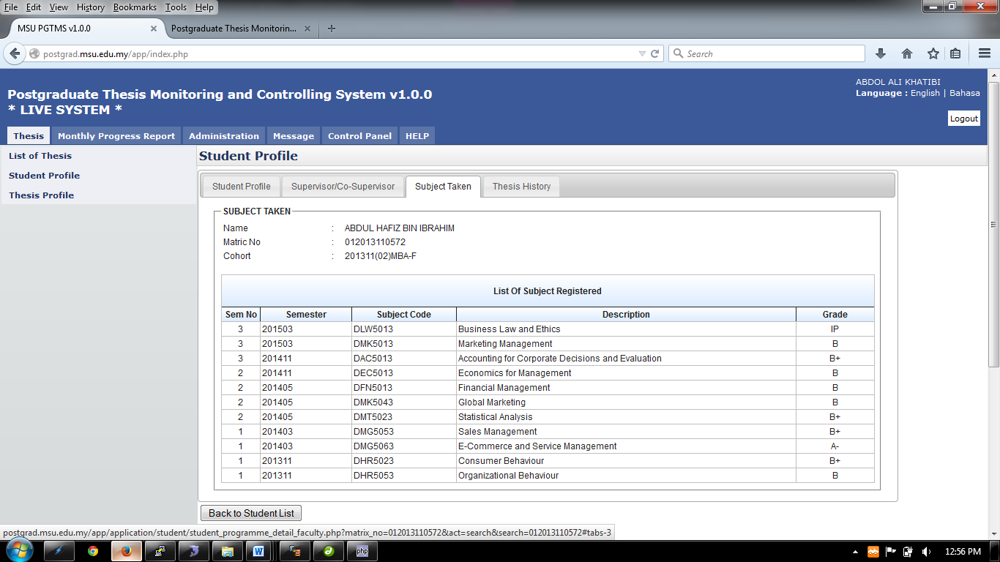 File Edit View History Bookmarks Tools Help
MSU PGTMS v1.0.0 × Postgraduate Thesis Monitorin... × +
postgrad.msu.edu.my/app/index.php Search
ABDOL ALI KHATIBI
Language : English | Bahasa
Postgraduate Thesis Monitoring and Controlling System v1.0.0
* LIVE SYSTEM *
Logout
Thesis Monthly Progress Report Administration Message Control Panel HELP
List of Thesis
Student Profile
Thesis Profile
Student Profile
Student Profile Supervisor/Co-Supervisor Subject Taken Thesis History
SUBJECT TAKEN
Name : ABDUL HAFIZ BIN IBRAHIM
Matric No : 012013110572
Cohort : 201311(02)MBA-F
List Of Subject Registered
Sem No Semester Subject Code Description Grade
3 201503 DLW5013 Business Law and Ethics IP
3 201503 DMK5013 Marketing Management B
3 201411 DAC5013 Accounting for Corporate Decisions and Evaluation B+
2 201411 DEC5013 Economics for Management B
2 201405 DFN5013 Financial Management B
2 201405 DMK5043 Global Marketing B
2 201405 DMT5023 Statistical Analysis B+
1 201403 DMG5053 Sales Management B+
1 201403 DMG5063 E-Commerce and Service Management A-
1 201311 DHR5023 Consumer Behaviour B+
1 201311 DHR5053 Organizational Behaviour B
Back to Student List
postgrad.msu.edu.my/app/application/student/student_programme_detail_faculty.php?matrix_no=012013110572&act=search&search=012013110572#tabs-3
php
12:56 PM